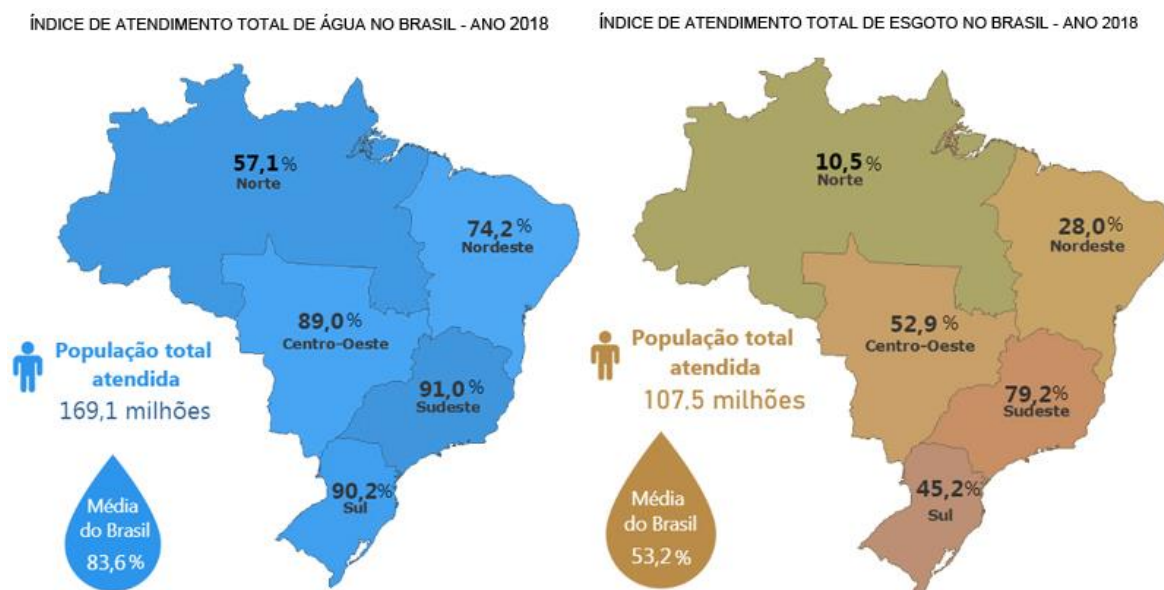 ÍNDICE DE ATENDIMENTO TOTAL DE ÁGUA NO BRASIL - ANO 2018
57,1%
Norte
74,2%
Nordeste
89,0%
Centro-Oeste
91,0%
Sudeste
90,2%
Sul
População total
atendida
169,1 milhões
Média
do Brasil
83,6%
ÍNDICE DE ATENDIMENTO TOTAL DE ESGOTO NO BRASIL - ANO 2018
10,5 %
Norte
28,0%
Nordeste
52,9 %
Centro-Oeste
79,2%
Sudeste
45,2%
Sul
População total
atendida
107,5 milhões
Média
do Brasil
53,2%